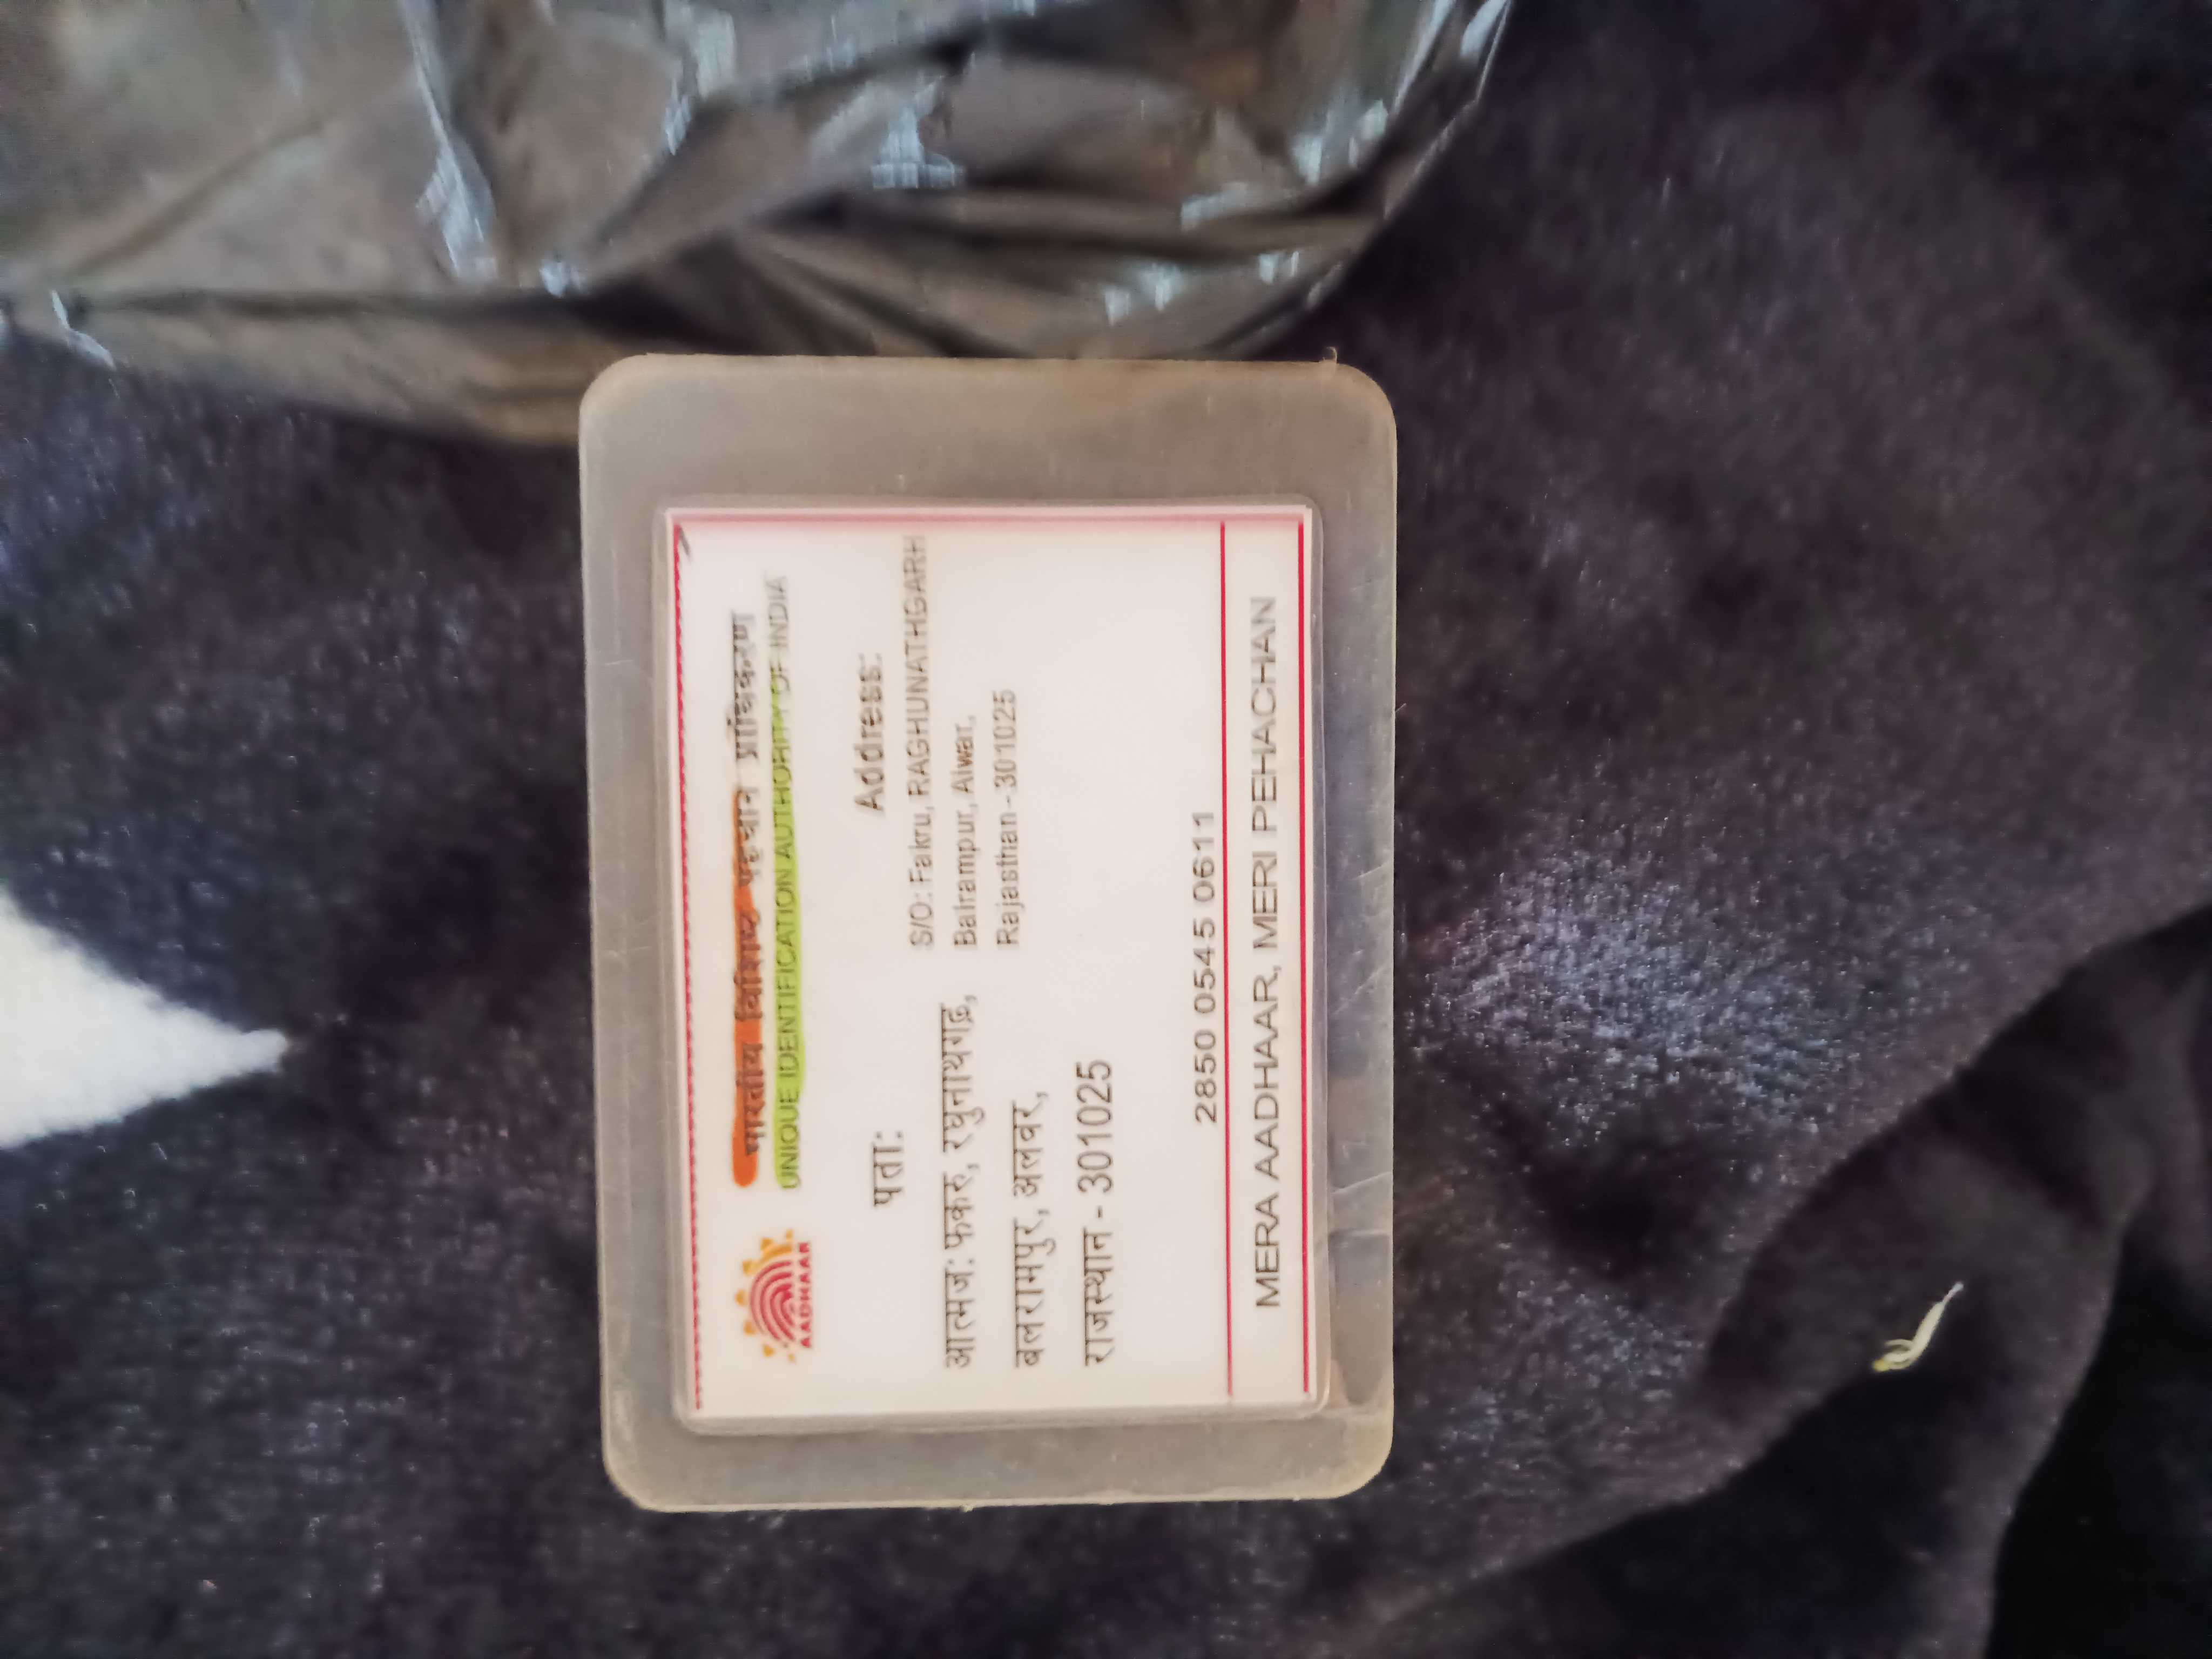 भारतीय विशिष्ट पहचान प्राधिकरण
UNIQUE IDENTIFICATION AUTHORITY OF INDIA
AADHAAR
पता:
आत्मज: फकरु, रघुनाथगढ़,
बलरामपुर, अलवर,
राजस्थान - 301025
Address:
S/O: Fakru, RAGHUNATHGARH
Balrampur, Alwar,
Rajasthan - 301025
2850 0545 0611
MERA AADHAAR, MERI PEHACHAN